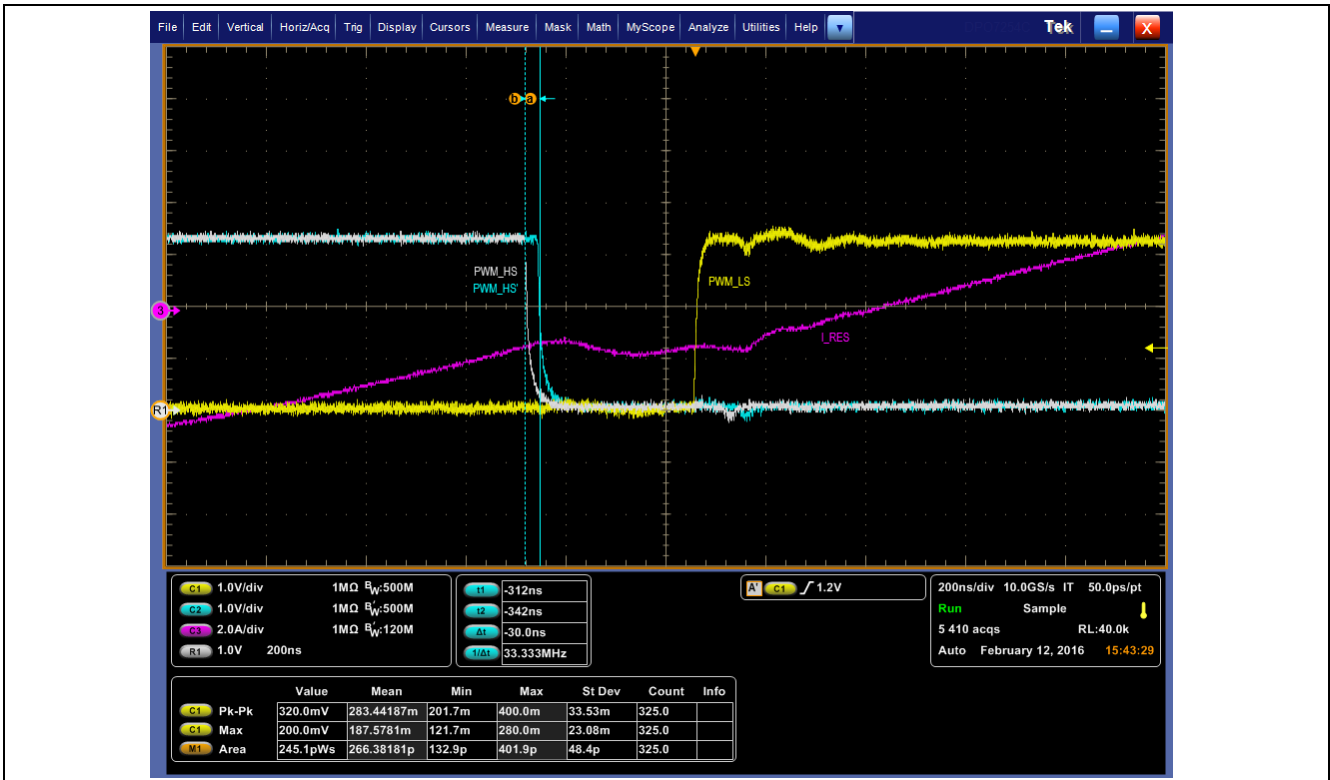 File Edit Vertical Horiz/Acq Trig Display Cursors Measure Mask Math MyScope Analyze Utilities Help Tek X
b a
PWM_HS
PWM_HS'
PWM_LS
3
I_RES
R1
C1 1.0V/div 1MΩ BW:500M
C2 1.0V/div 1MΩ BW:500M
C3 2.0A/div 1MΩ BW:120M
R1 1.0V 200ns
t1 -312ns
t2 -342ns
Δt -30.0ns
1/Δt 33.333MHz
A' C1 1.2V
200ns/div 10.0GS/s IT 50.0ps/pt
Run Sample
5 410 acqs RL:40.0k
Auto February 12, 2016 15:43:29
Value Mean Min Max St Dev Count Info
C1 Pk-Pk 320.0mV 283.44187m 201.7m 400.0m 33.53m 325.0
C1 Max 200.0mV 187.5781m 121.7m 280.0m 23.08m 325.0
M1 Area 245.1pWs 266.38181p 132.9p 401.9p 48.4p 325.0